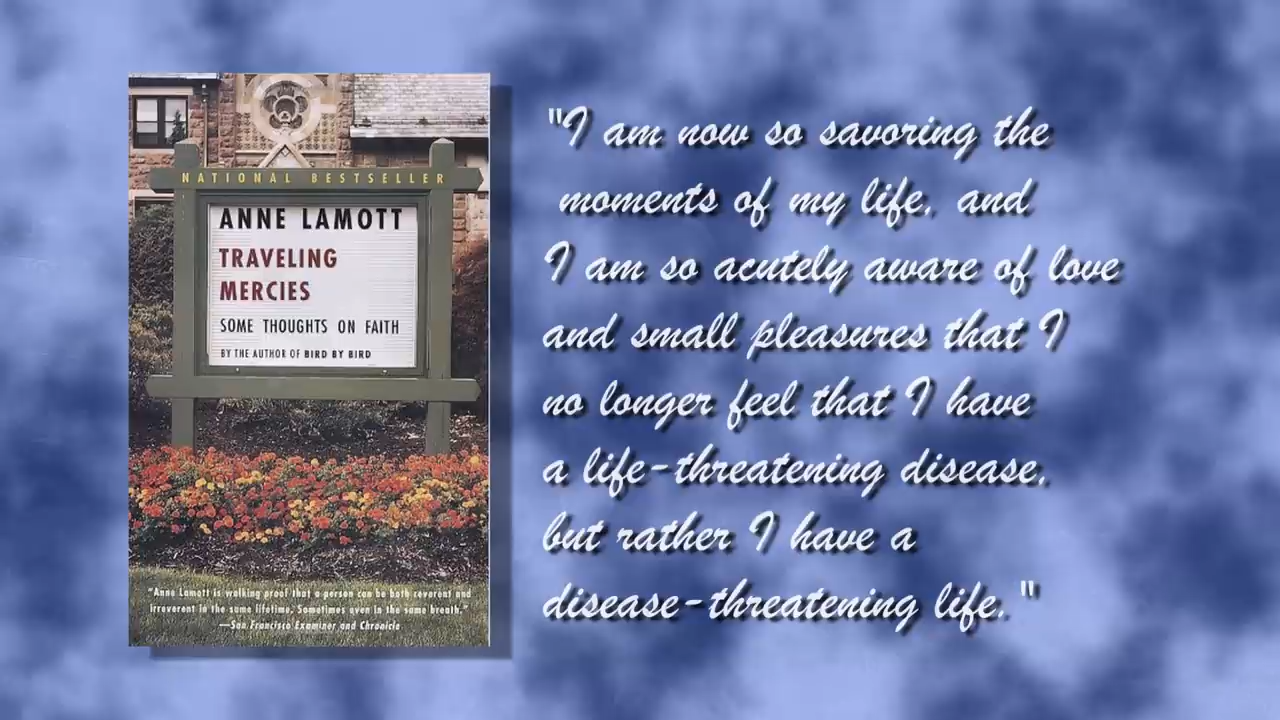 NATIONAL BESTSELLER
ANNE LAMOTT
TRAVELING
MERCIES
SOME THOUGHTS ON FAITH
BY THE AUTHOR OF BIRD BY BIRD
"Anne Lamott is walking proof that a person can be both reverent and
irreverent in the same lifetime. Sometimes even in the same breath."
—San Francisco Examiner and Chronicle
"I am now so savoring the
moments of my life, and
I am so acutely aware of love
and small pleasures that I
no longer feel that I have
a life-threatening disease,
but rather I have a
disease-threatening life."